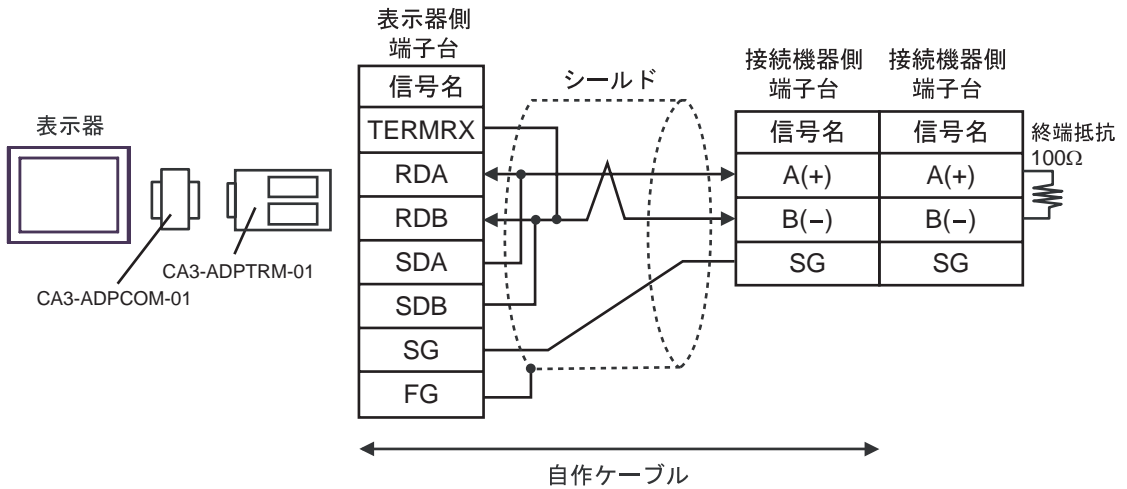 表示器側
端子台
信号名
TERMRX
RDA
RDB
SDA
SDB
SG
FG
シールド
接続機器側
端子台
信号名
A(+)
B(−)
SG
接続機器側
端子台
信号名
A(+)
B(−)
SG
終端抵抗
100Ω
表示器
CA3-ADPTRM-01
CA3-ADPCOM-01
自作ケーブル